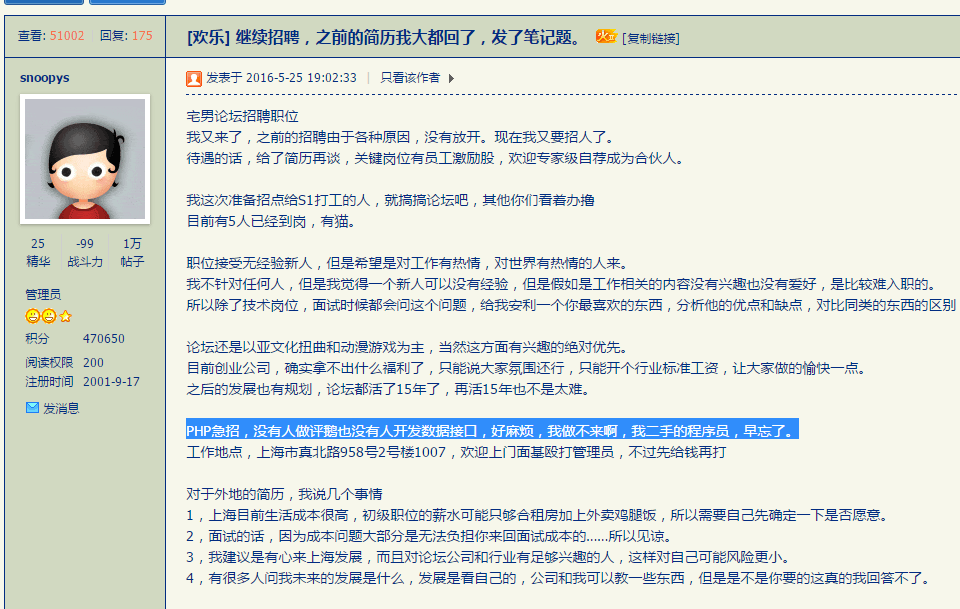 查看: 51002 回复: 175
[欢乐] 继续招聘，之前的简历我大都回了，发了笔记题。 火 [复制链接]
snoopys
发表于 2016-5-25 19:02:33 | 只看该作者
宅男论坛招聘职位
我又来了，之前的招聘由于各种原因，没有放开。现在我又要招人了。
待遇的话，给了简历再谈，关键岗位有员工激励股，欢迎专家级自荐成为合伙人。
我这次准备招点给S1打工的人，就搞搞论坛吧，其他你们看着办撸
目前有5人已经到岗，有猫。
25 -99 1万
精华 战斗力 帖子
职位接受无经验新人，但是希望是对工作有热情，对世界有热情的人来。
我不针对任何人，但是我觉得一个新人可以没有经验，但是假如是工作相关的内容没有兴趣也没有爱好，是比较难入职的。
所以除了技术岗位，面试时候都会问这个问题，给我安利一个你最喜欢的东西，分析他的优点和缺点，对比同类的东西的区别
管理员
积分 470650
阅读权限 200
注册时间 2001-9-17
发消息
论坛还是以亚文化扭曲和动漫游戏为主，当然这方面有兴趣的绝对优先。
目前创业公司，确实拿不出什么福利了，只能说大家氛围还行，只能开个行业标准工资，让大家做的愉快一点。
之后的发展也有规划，论坛都活了15年了，再活15年也不是太难。
PHP急招，没有人做评鹅也没有人开发数据接口，好麻烦，我做不来啊，我二手的程序员，早忘了。
工作地点，上海市真北路958号2号楼1007，欢迎上门面基殴打管理员，不过先给钱再打
对于外地的简历，我说几个事情
1，上海目前生活成本很高，初级职位的薪水可能只够合租房加上外卖鸡腿饭，所以需要自己先确定一下是否愿意。
2，面试的话，因为成本问题大部分是无法负担你来回面试成本的......所以见谅。
3，我建议是有心来上海发展，而且对论坛公司和行业有足够兴趣的人，这样对自己可能风险更小。
4，有很多人问我未来的发展是什么，发展是看自己的，公司和我可以教一些东西，但是是不是你要的这真的我回答不了。